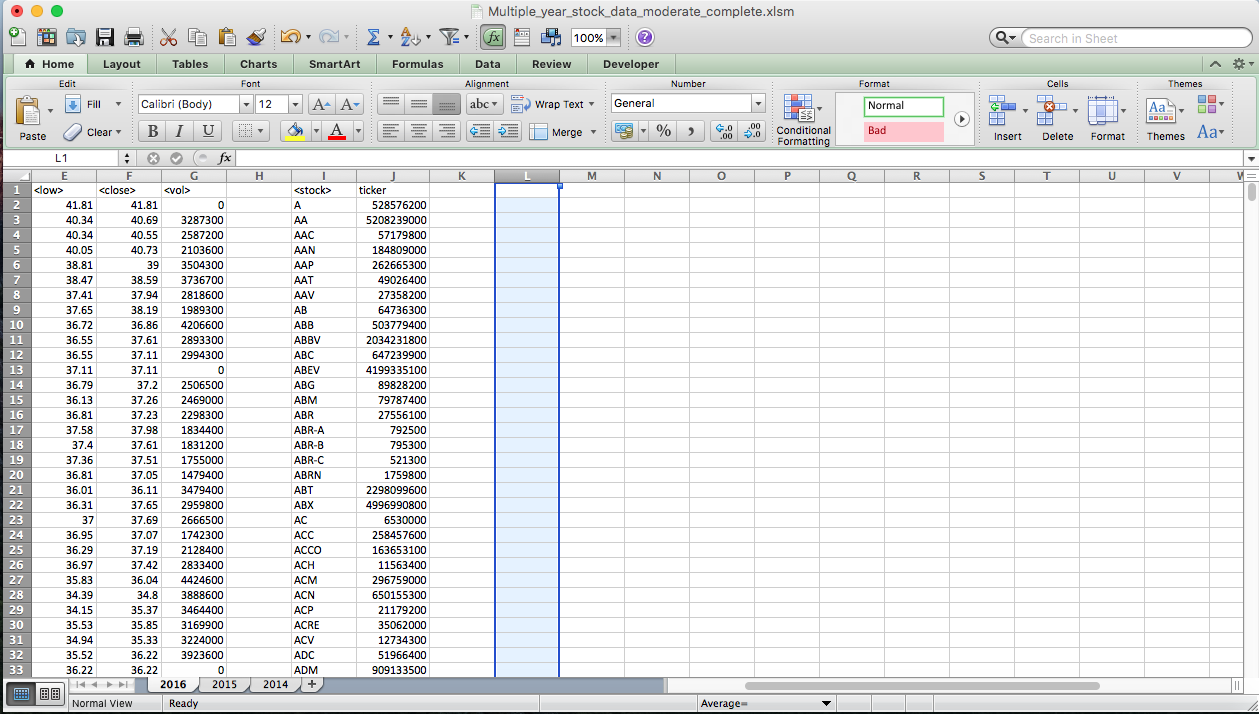 Multiple_year_stock_data_moderate_complete.xlsm
100% Search in Sheet
Home Layout Tables Charts SmartArt Formulas Data Review Developer
Edit Font Alignment Number Format Cells Themes
Fill Calibri (Body) 12 A A abc Wrap Text General Normal
Paste Clear B I U A Merge % Conditional Formatting Bad Insert Delete Format Themes Aa
L1 fx
E F G H I J K L M N O P Q R S T U V W
1 <low> <close> <vol> <stock> ticker
2 41.81 41.81 0 A 528576200
3 40.34 40.69 3287300 AA 5208239000
4 40.34 40.55 2587200 AAC 57179800
5 40.05 40.73 2103600 AAN 184809000
6 38.81 39 3504300 AAP 262665300
7 38.47 38.59 3736700 AAT 49026400
8 37.41 37.94 2818600 AAV 27358200
9 37.65 38.19 1989300 AB 64736300
10 36.72 36.86 4206600 ABB 503779400
11 36.55 37.61 2893300 ABBV 2034231800
12 36.55 37.11 2994300 ABC 647239900
13 37.11 37.11 0 ABEV 4199335100
14 36.79 37.2 2506500 ABG 89828200
15 36.13 37.26 2469000 ABM 79787400
16 36.81 37.23 2298300 ABR 27556100
17 37.58 37.98 1834400 ABR-A 792500
18 37.4 37.61 1831200 ABR-B 795300
19 37.36 37.51 1755000 ABR-C 521300
20 36.81 37.05 1479400 ABRN 1759800
21 36.01 36.11 3479400 ABT 2298099600
22 36.31 37.65 2959800 ABX 4996990800
23 37 37.69 2666500 AC 6530000
24 36.95 37.07 1742300 ACC 258457600
25 36.29 37.19 2128400 ACCO 163653100
26 36.97 37.42 2833400 ACH 11563400
27 35.83 36.04 4424600 ACM 296759000
28 34.39 34.8 3888600 ACN 650155300
29 34.15 35.37 3464400 ACP 21179200
30 35.53 35.85 3169900 ACRE 35062000
31 34.94 35.33 3224000 ACV 12734300
32 35.52 36.22 3923600 ADC 51966400
33 36.22 36.22 0 ADM 909133500
2016 2015 2014 +
Normal View Ready Average=